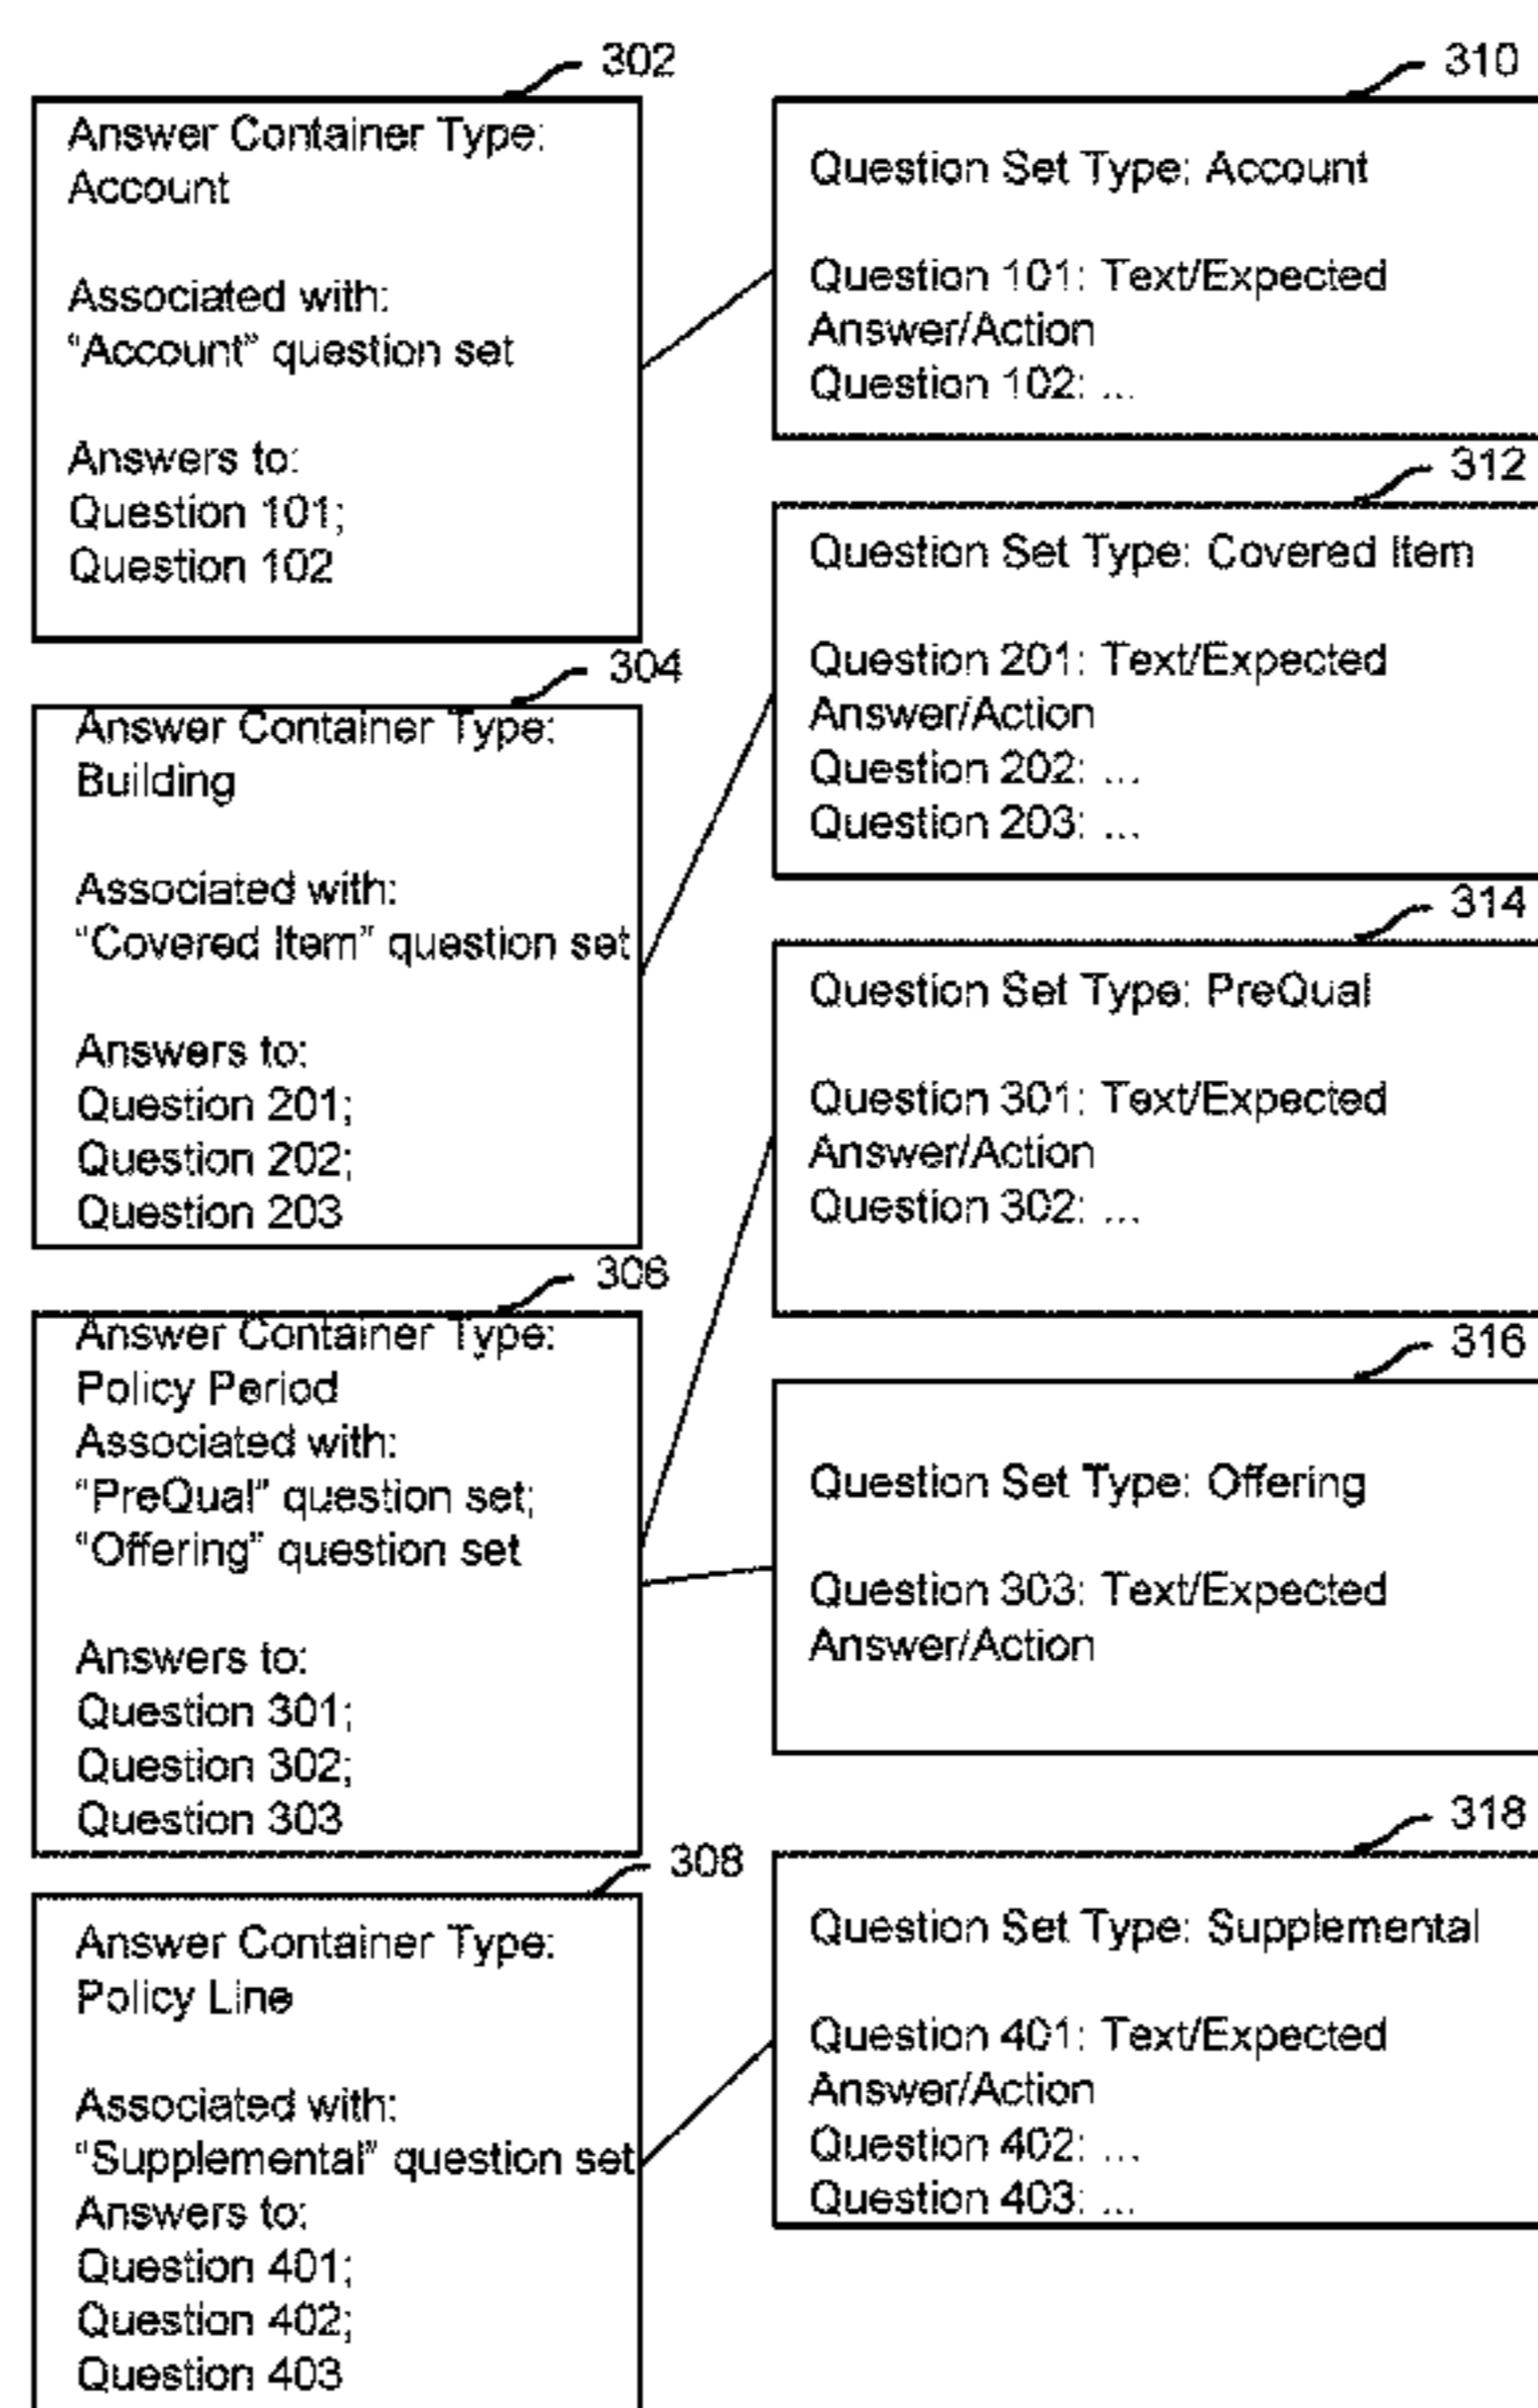 302
Answer Container Type:
Account
Associated with:
“Account” question set
Answers to:
Question 101;
Question 102
304
Answer Container Type:
Building
Associated with:
“Covered Item” question set
Answers to:
Question 201;
Question 202;
Question 203
306
Answer Container Type:
Policy Period
Associated with:
“PreQual” question set;
“Offering” question set
Answers to:
Question 301;
Question 302;
Question 303
308
Answer Container Type:
Policy Line
Associated with:
“Supplemental” question set
Answers to:
Question 401;
Question 402;
Question 403
310
Question Set Type: Account
Question 101: Text/Expected
Answer/Action
Question 102: ...
312
Question Set Type: Covered Item
Question 201: Text/Expected
Answer/Action
Question 202: ...
Question 203: ...
314
Question Set Type: PreQual
Question 301: Text/Expected
Answer/Action
Question 302: ...
316
Question Set Type: Offering
Question 303: Text/Expected
Answer/Action
318
Question Set Type: Supplemental
Question 401: Text/Expected
Answer/Action
Question 402: ...
Question 403: ...